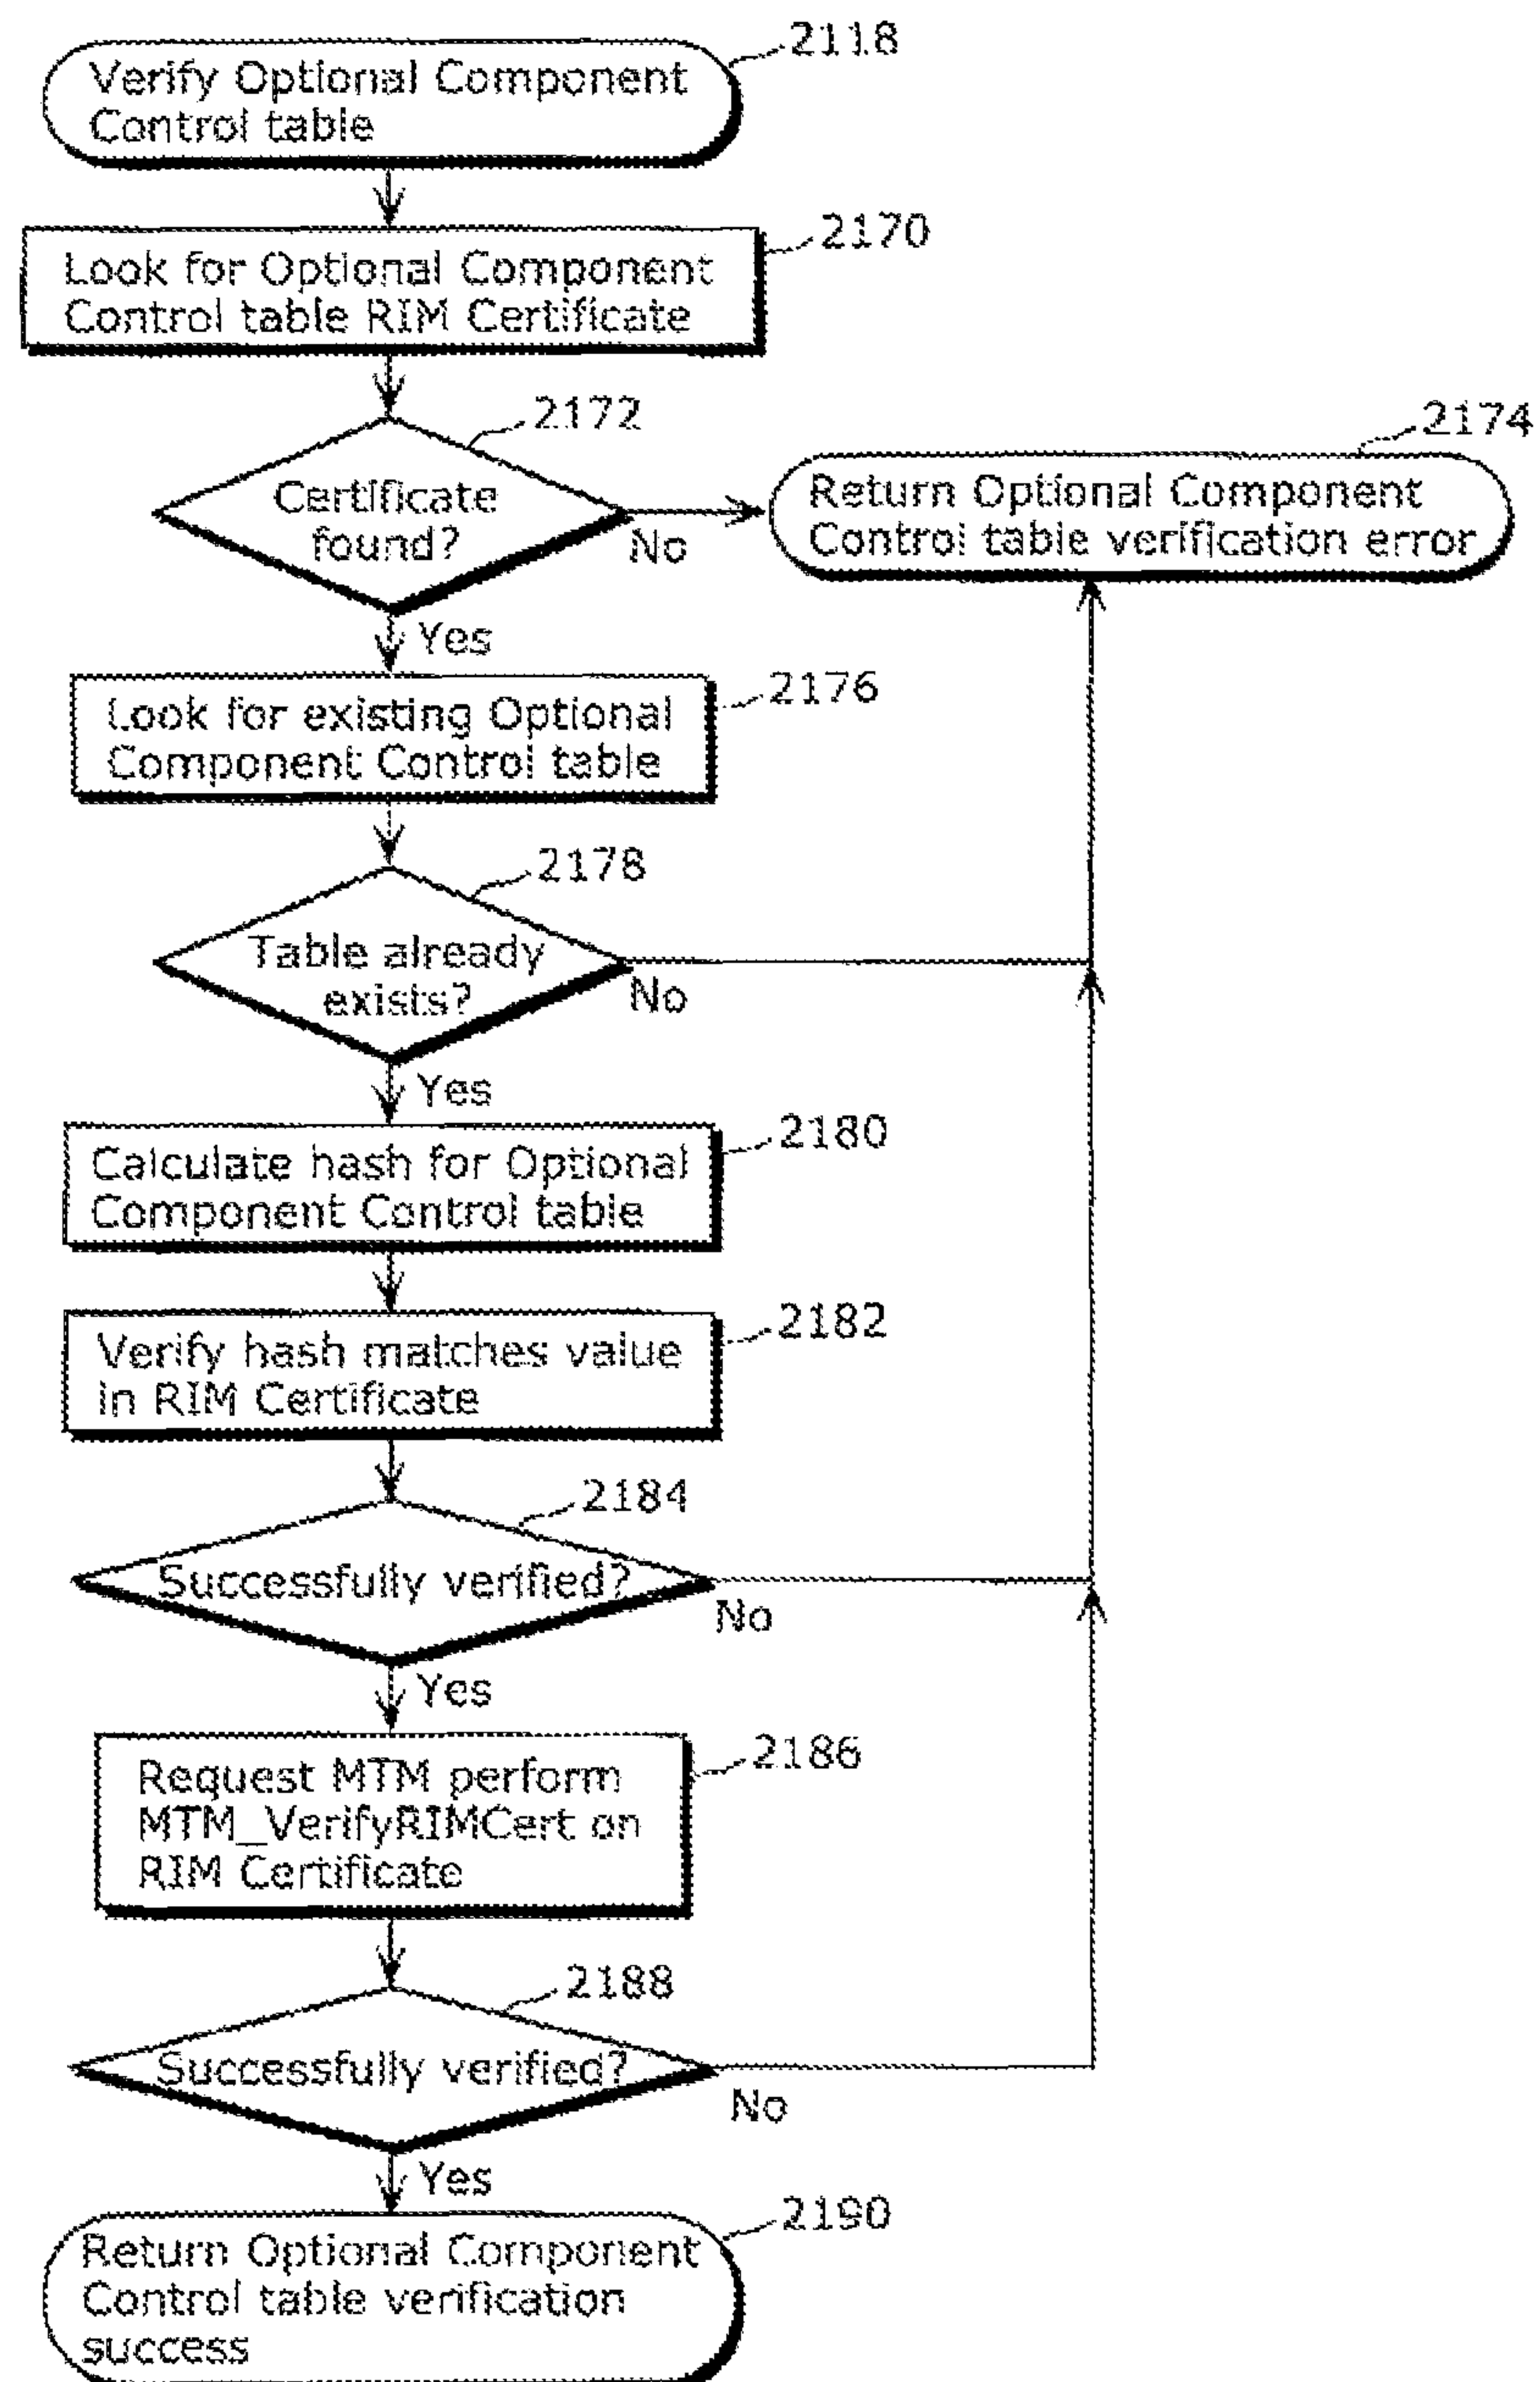 2118
Verify Optional Component
Control table
2170
Look for Optional Component
Control table RIM Certificate
2172
Certificate
found?
No
Yes
2174
Return Optional Component
Control table verification error
2176
Look for existing Optional
Component Control table
2178
Table already
exists?
No
Yes
2180
Calculate hash for Optional
Component Control table
2182
Verify hash matches value
in RIM Certificate
2184
Successfully verified?
No
Yes
2186
Request MTM perform
MTM_VerifyRIMCert on
RIM Certificate
2188
Successfully verified?
No
Yes
2190
Return Optional Component
Control table verification
success